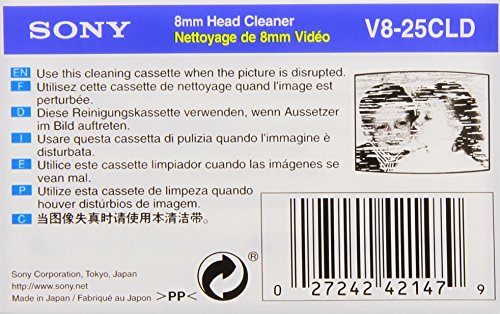 SONY
8mm Head Cleaner
Nettoyage de 8mm Vidéo
V8-25CLD
EN Use this cleaning cassette when the picture is disrupted.
F Utilisez cette cassette de nettoyage quand l'image est
perturbée.
D Diese Reinigungskassette verwenden, wenn Aussetzer
im Bild auftreten.
I Usare questa cassetta di pulizia quando l'immagine è
disturbata.
E Utilice este cassette limpiador cuando las imágenes se
vean mal.
P Utilize esta cassete de limpeza quando
houver distúrbios de imagem.
C 当图像失真时请使用本清洁带。
Sony Corporation, Tokyo, Japan
http://www.sony.net
Made in Japan / Fabriqué au Japon
>PP<
®
0 27242 42147 9